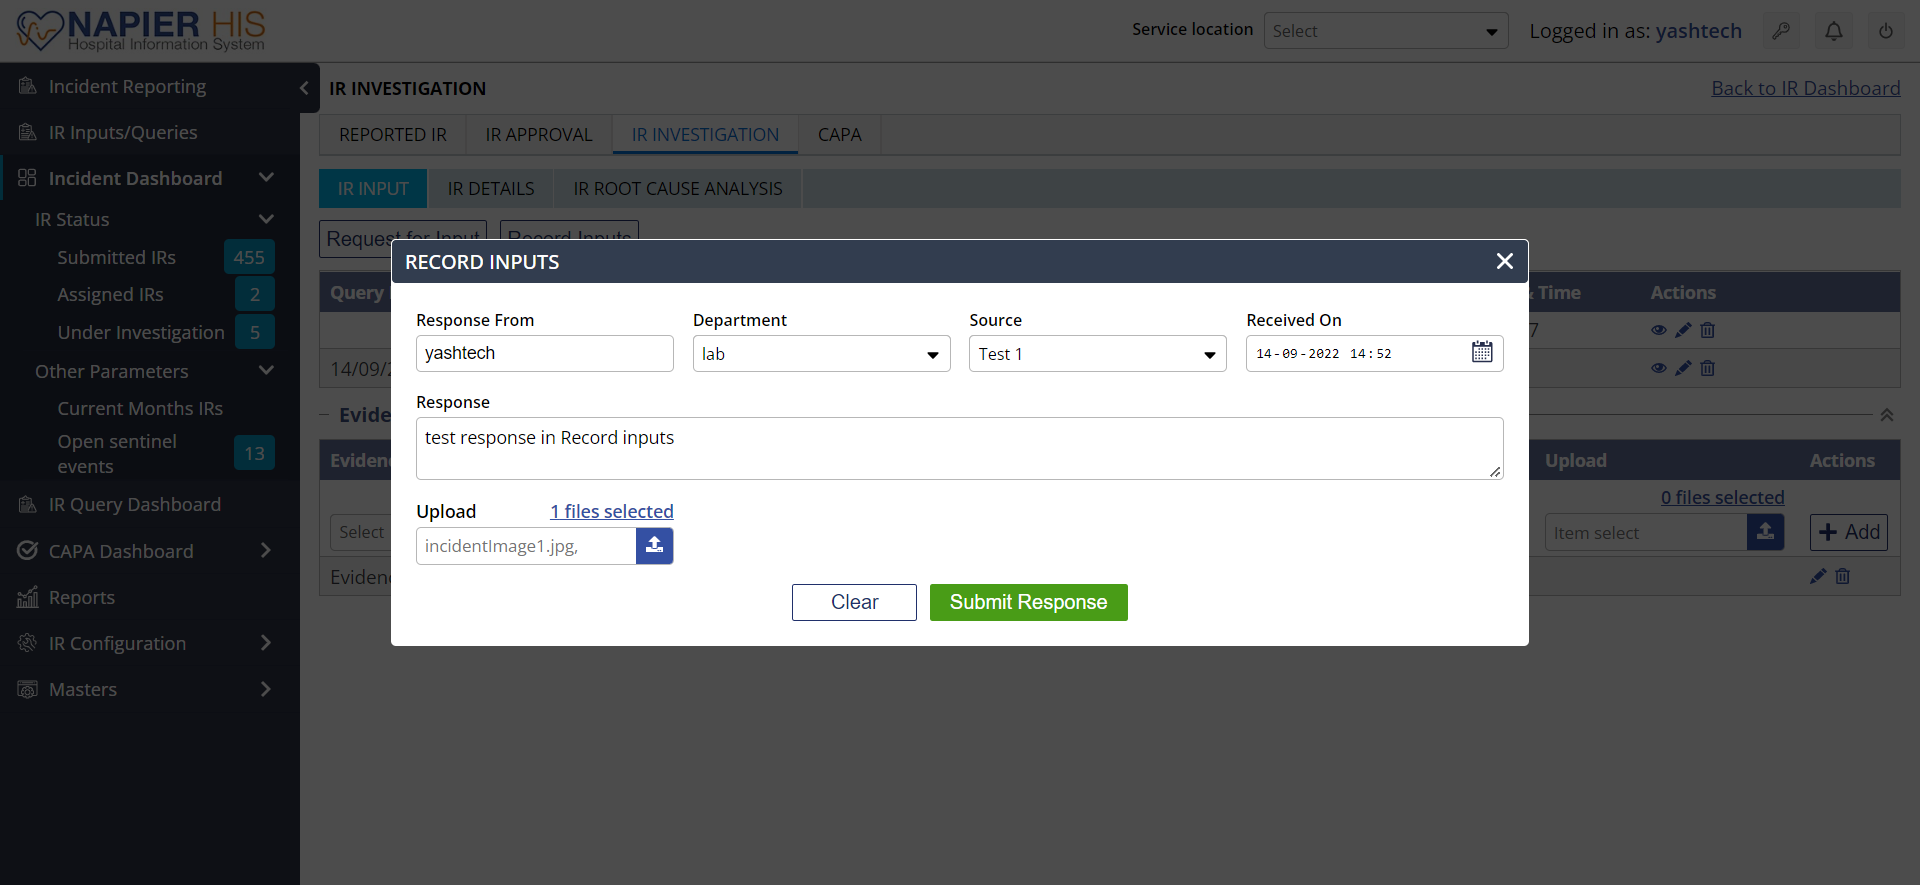 NAPIER HIS
Hospital Information System
Service location
Select
Logged in as: yashtech
Incident Reporting
IR Inputs/Queries
Incident Dashboard
IR Status
Submitted IRs 455
Assigned IRs 2
Under Investigation 5
Other Parameters
Current Months IRs
Open sentinel
events
13
IR Query Dashboard
CAPA Dashboard
Reports
IR Configuration
Masters
IR INVESTIGATION
Back to IR Dashboard
REPORTED IR IR APPROVAL IR INVESTIGATION CAPA
IR INPUT IR DETAILS IR ROOT CAUSE ANALYSIS
Request for Input Record Inputs
Query
Time Actions
7
14/09/
Evidenc
Eviden
Upload Actions
0 files selected
Select
Item select
Add
Eviden
RECORD INPUTS
Response From Department Source Received On
yashtech lab Test 1 14-09-2022 14:52
Response
test response in Record inputs
Upload 1 files selected
incidentImage1.jpg,
Clear Submit Response